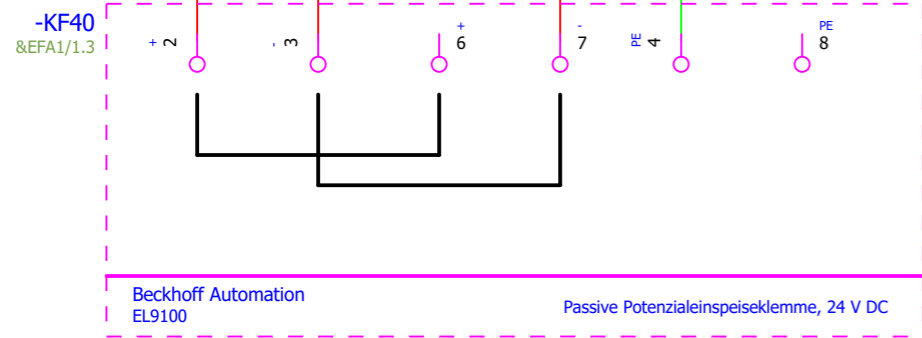 -KF40
&EFA1/1.3
+ 2
- 3
+ 6
- 7
PE 4
PE 8
Beckhoff Automation
EL9100
Passive Potenzialeinspeiseklemme, 24 V DC